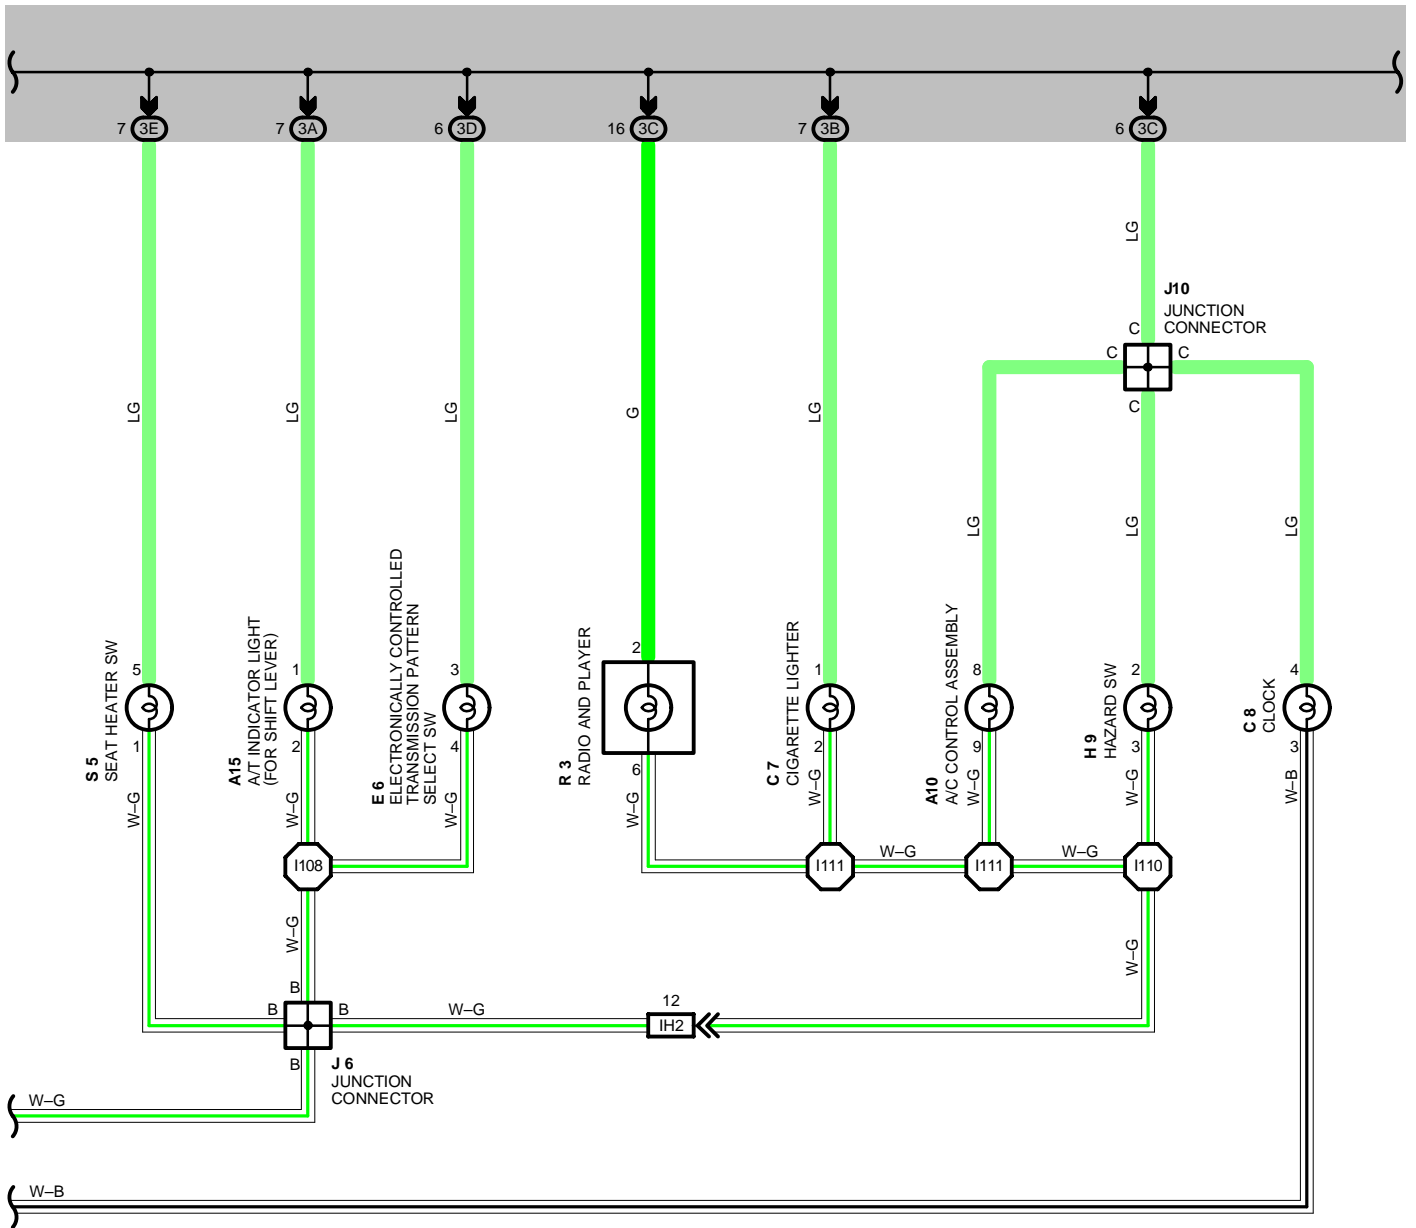 7 3E
7 3A
6 3D
16 3C
7 3B
6 3C
LG
J10
JUNCTION
CONNECTOR
C
C
C
C
LG
LG
LG
G
LG
LG
LG
LG
5
1
S 5
SEAT HEATER SW
W–G
1
2
A15
A/T INDICATOR LIGHT
(FOR SHIFT LEVER)
W–G
3
4
E 6
ELECTRONICALLY CONTROLLED
TRANSMISSION PATTERN
SELECT SW
W–G
2
6
R 3
RADIO AND PLAYER
W–G
1
2
C 7
CIGARETTE LIGHTER
W–G
8
9
A10
A/C CONTROL ASSEMBLY
W–G
2
3
H 9
HAZARD SW
W–G
4
3
C 8
CLOCK
W–B
I108
I111
W–G
I111
W–G
I110
W–G
W–G
B
B
B
B
W–G
12
IH2
J 6
JUNCTION
CONNECTOR
W–G
W–B